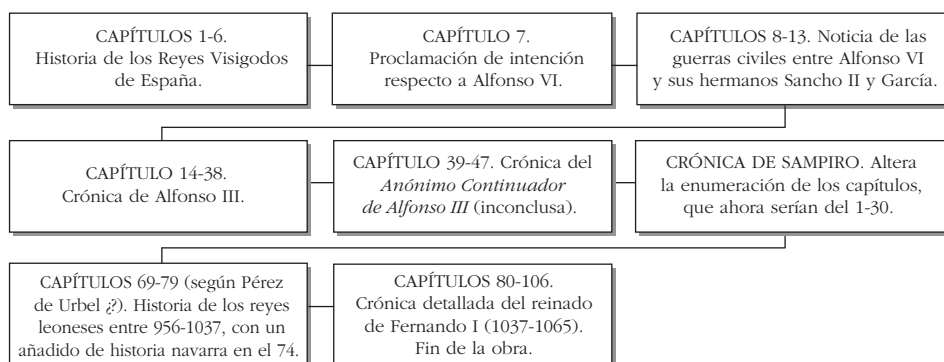 CAPÍTULOS 1-6.
Historia de los Reyes Visigodos
de España.
CAPÍTULO 7.
Proclamación de intención
respecto a Alfonso VI.
CAPÍTULOS 8-13. Noticia de las
guerras civiles entre Alfonso VI
y sus hermanos Sancho II y García.
CAPÍTULO 14-38.
Crónica de Alfonso III.
CAPÍTULO 39-47. Crónica del
Anónimo Continuador
de Alfonso III (inconclusa).
CRÓNICA DE SAMPIRO. Altera
la enumeración de los capítulos,
que ahora serían del 1-30.
CAPÍTULOS 69-79 (según Pérez
de Urbel ¿?). Historia de los reyes
leoneses entre 956-1037, con un
añadido de historia navarra en el 74.
CAPÍTULOS 80-106.
Crónica detallada del reinado
de Fernando I (1037-1065).
Fin de la obra.